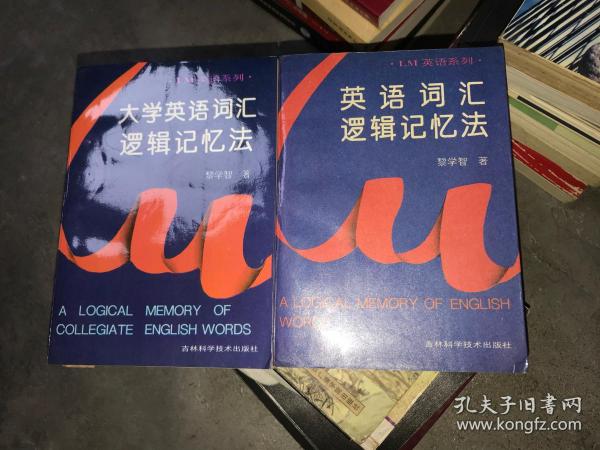 ·LM英语系列·
大学英语词汇
逻辑记忆法
黎学智 著
A LOGICAL MEMORY OF
COLLEGIATE ENGLISH WORDS
吉林科学技术出版社
·LM英语系列·
英语词汇
逻辑记忆法
黎学智 著
A LOGICAL MEMORY OF ENGLISH
WORDS
吉林科学技术出版社
孔夫子旧书网
www.kongfz.com